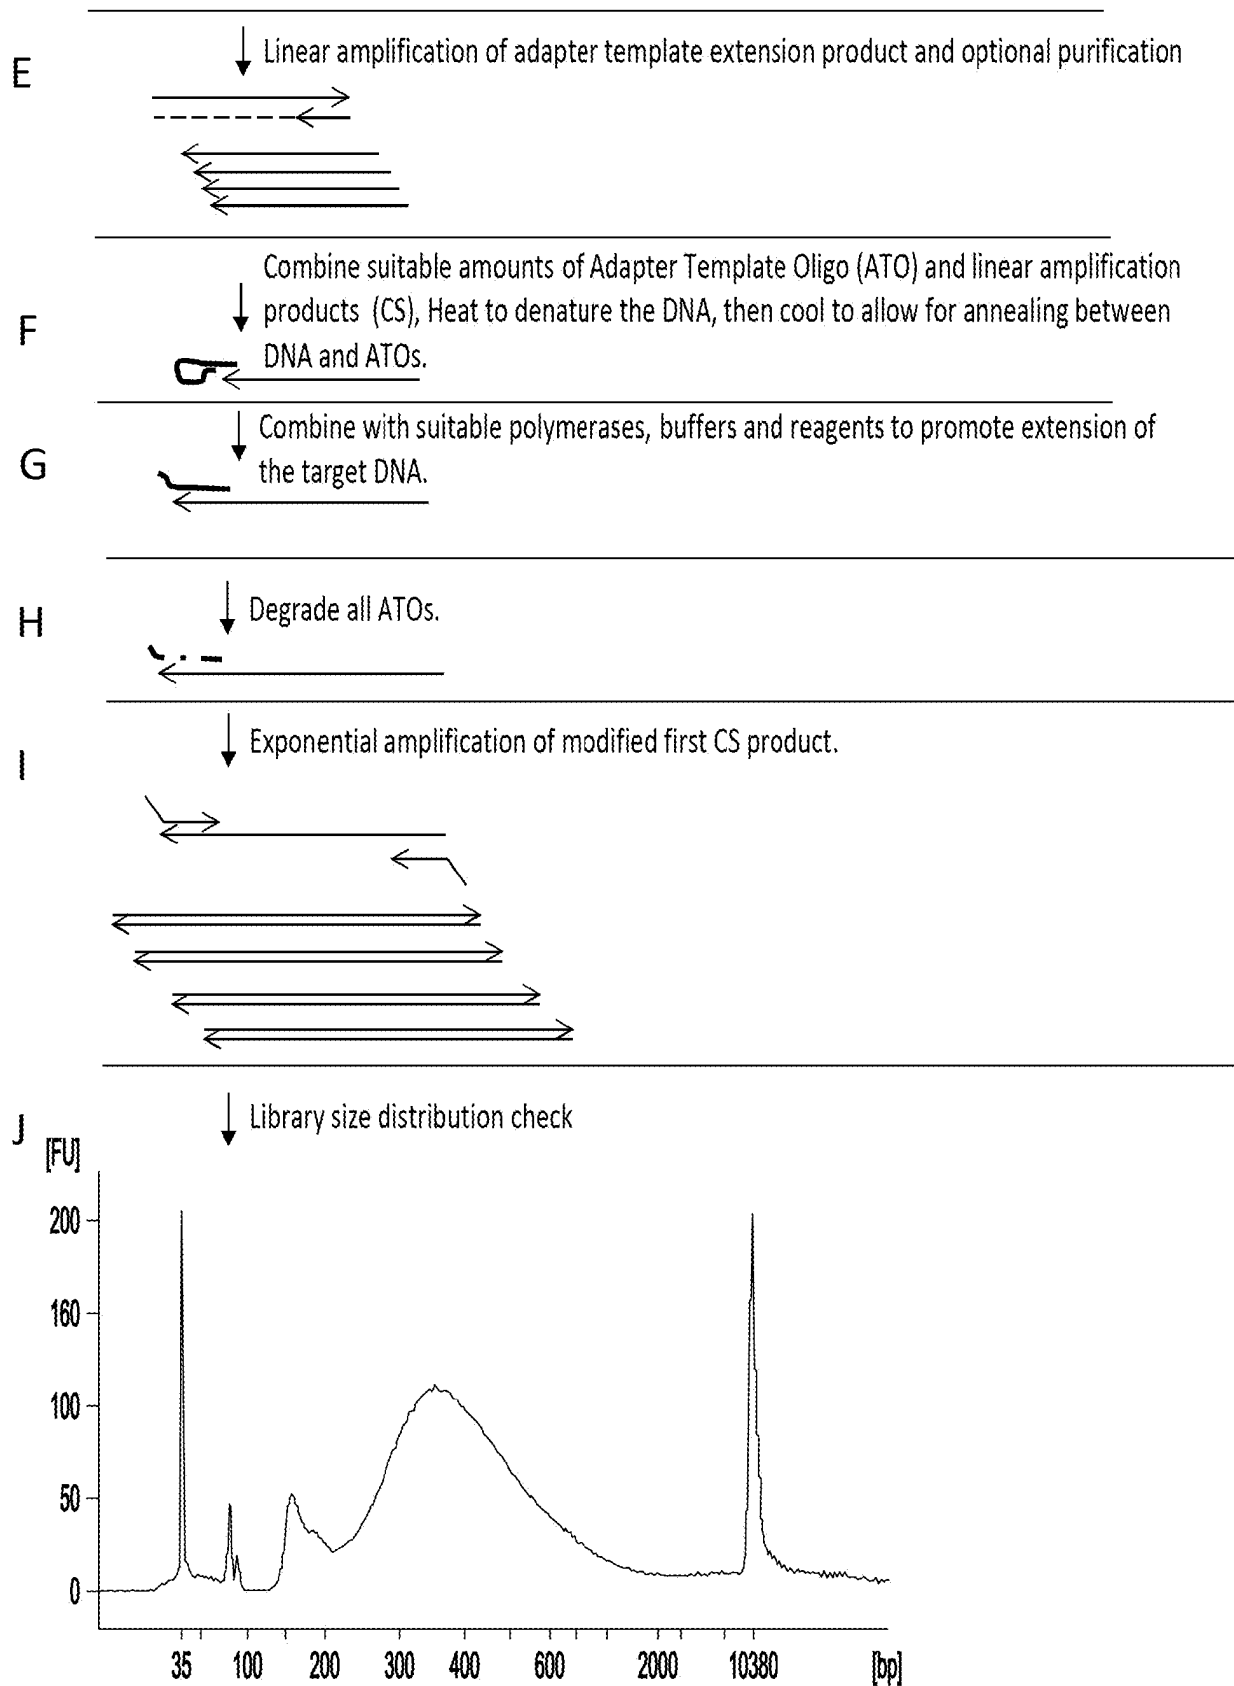 E
Linear amplification of adapter template extension product and optional purification
F
Combine suitable amounts of Adapter Template Oligo (ATO) and linear amplification
products (CS), Heat to denature the DNA, then cool to allow for annealing between
DNA and ATOs.
G
Combine with suitable polymerases, buffers and reagents to promote extension of
the target DNA.
H
Degrade all ATOs.
I
Exponential amplification of modified first CS product.
J
Library size distribution check
[FU]
200
160
100
50
0
35 100 200 300 400 600 2000 10380 [bp]